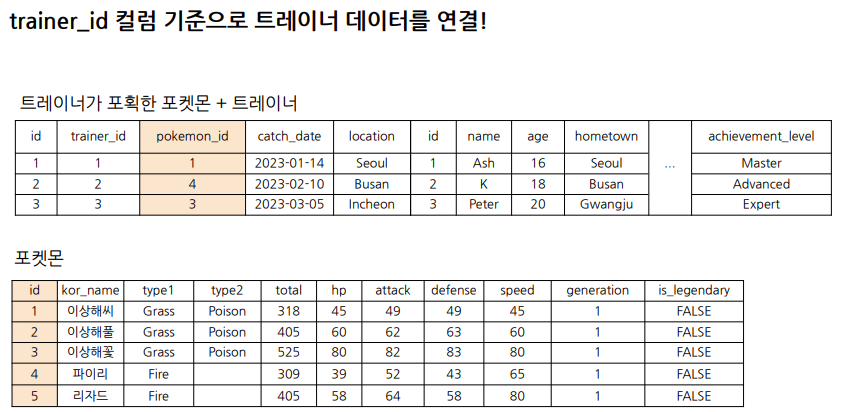 trainer_id 컬럼 기준으로 트레이너 데이터를 연결!
트레이너가 포획한 포켓몬 + 트레이너
id trainer_id pokemon_id catch_date location id name age hometown ... achievement_level
1 1 1 2023-01-14 Seoul 1 Ash 16 Seoul Master
2 2 4 2023-02-10 Busan 2 K 18 Busan Advanced
3 3 3 2023-03-05 Incheon 3 Peter 20 Gwangju Expert
포켓몬
id kor_name type1 type2 total hp attack defense speed generation is_legendary
1 이상해씨 Grass Poison 318 45 49 49 45 1 FALSE
2 이상해풀 Grass Poison 405 60 62 63 60 1 FALSE
3 이상해꽃 Grass Poison 525 80 82 83 80 1 FALSE
4 파이리 Fire 309 39 52 43 65 1 FALSE
5 리자드 Fire 405 58 64 58 80 1 FALSE